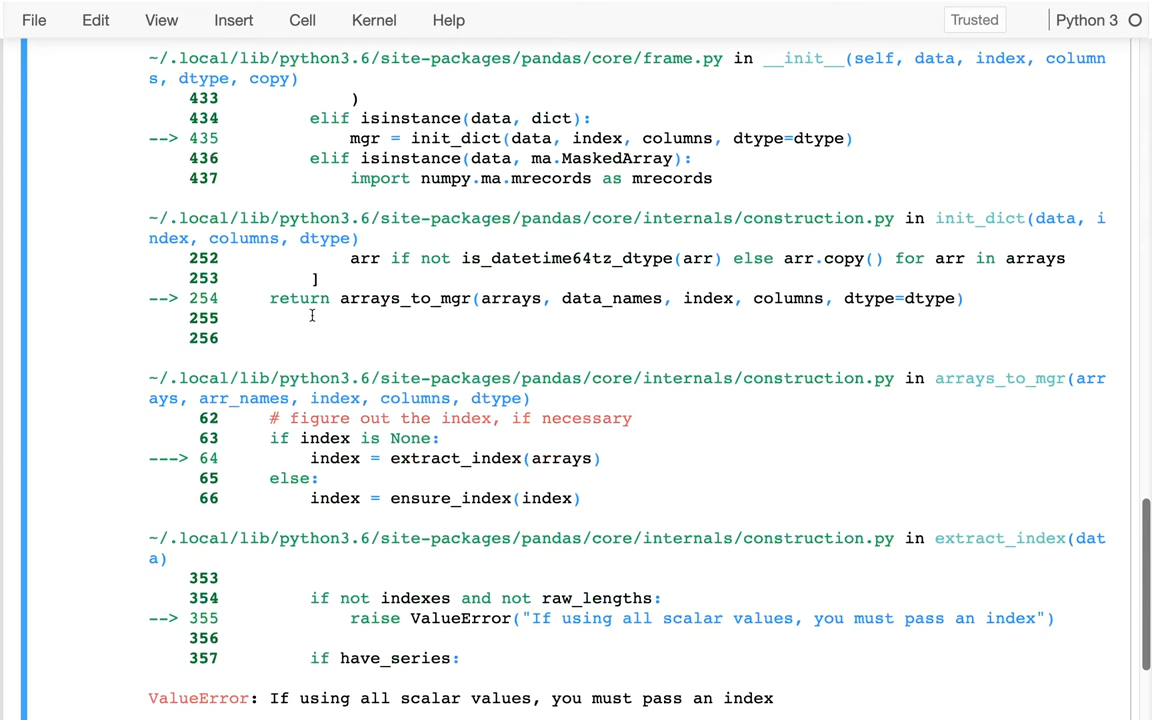 File Edit View Insert Cell Kernel Help Trusted Python 3
~/.local/lib/python3.6/site-packages/pandas/core/frame.py in __init__(self, data, index, column
s, dtype, copy)
433             )
434         elif isinstance(data, dict):
--> 435             mgr = init_dict(data, index, columns, dtype=dtype)
436         elif isinstance(data, ma.MaskedArray):
437             import numpy.ma.mrecords as mrecords
~/.local/lib/python3.6/site-packages/pandas/core/internals/construction.py in init_dict(data, i
ndex, columns, dtype)
252             arr if not is_datetime64tz_dtype(arr) else arr.copy() for arr in arrays
253         ]
--> 254     return arrays_to_mgr(arrays, data_names, index, columns, dtype=dtype)
255
256
~/.local/lib/python3.6/site-packages/pandas/core/internals/construction.py in arrays_to_mgr(arr
ays, arr_names, index, columns, dtype)
62     # figure out the index, if necessary
63     if index is None:
---> 64         index = extract_index(arrays)
65     else:
66         index = ensure_index(index)
~/.local/lib/python3.6/site-packages/pandas/core/internals/construction.py in extract_index(dat
a)
353
354         if not indexes and not raw_lengths:
--> 355             raise ValueError("If using all scalar values, you must pass an index")
356
357         if have_series:
ValueError: If using all scalar values, you must pass an index